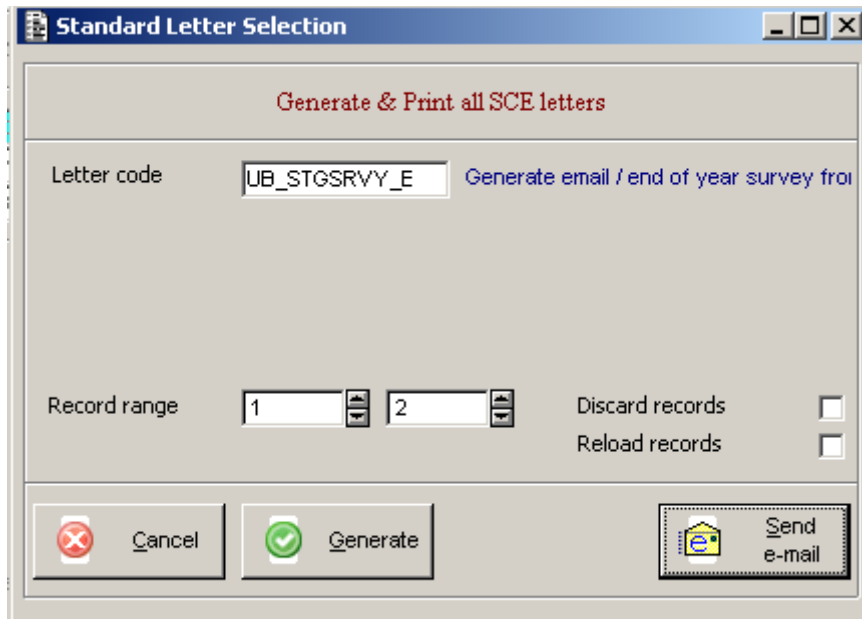 Standard Letter Selection
Generate & Print all SCE letters
Letter code
UB_STGSRVY_E
Generate email / end of year survey
Record range
1
2
Discard records
Reload records
Cancel
Generate
Send
e-mail